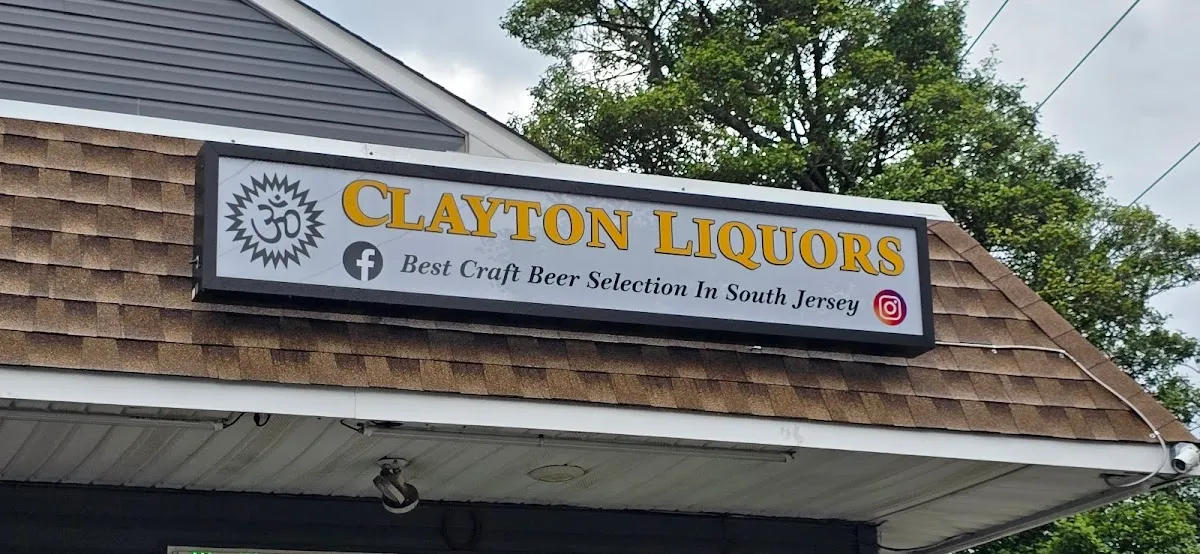 ॐ
CLAYTON LIQUORS
f Best Craft Beer Selection In South Jersey